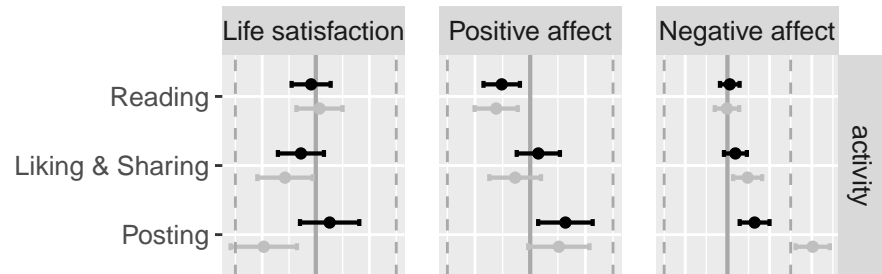 Life satisfaction
Positive affect
Negative affect
Reading
Liking & Sharing
Posting
activity